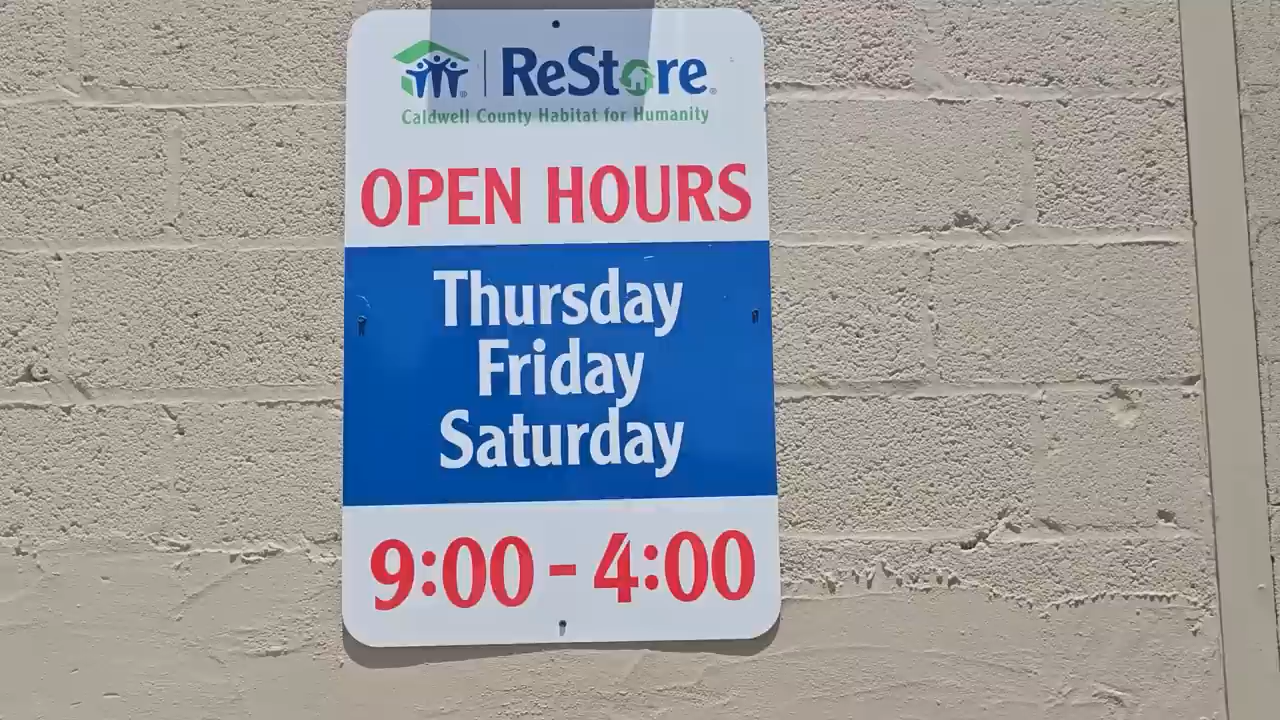 ReStore
Caldwell County Habitat for Humanity
OPEN HOURS
Thursday
Friday
Saturday
9:00 - 4:00